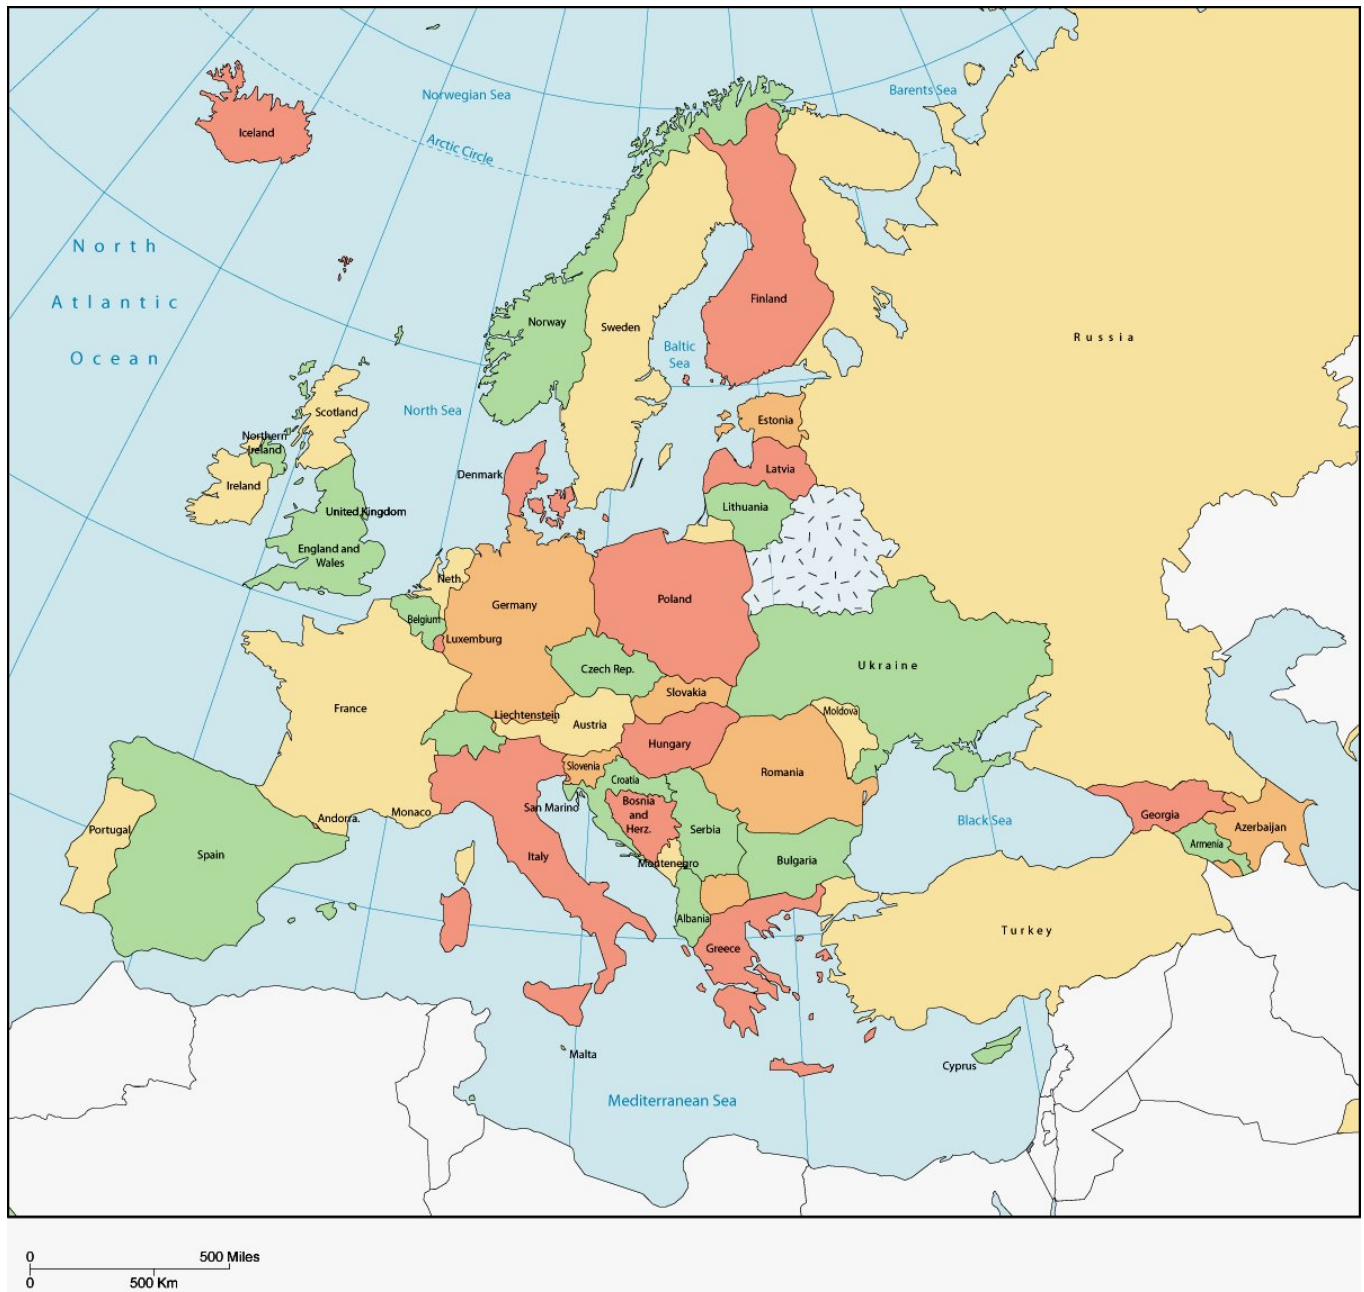 Norwegian Sea
Barents Sea
Iceland
Arctic Circle
North
Atlantic
Ocean
Finland
Norway
Sweden
Russia
Baltic
Sea
North Sea
Scotland
Estonia
Northern
Ireland
Latvia
Denmark
Ireland
Lithuania
United Kingdom
England and
Wales
Neth.
Germany
Poland
Belgium
Luxemburg
Czech Rep.
Ukraine
Slovakia
France
Liechtenstein
Austria
Moldova
Hungary
Slovenia
Romania
Croatia
San Marino
Bosnia
and
Herz.
Monaco
Andorra.
Georgia
Portugal
Serbia
Black Sea
Azerbaijan
Armenia
Spain
Italy
Montenegro
Bulgaria
Albania
Turkey
Greece
Malta
Cyprus
Mediterranean Sea
0
500 Miles
0
500 Km